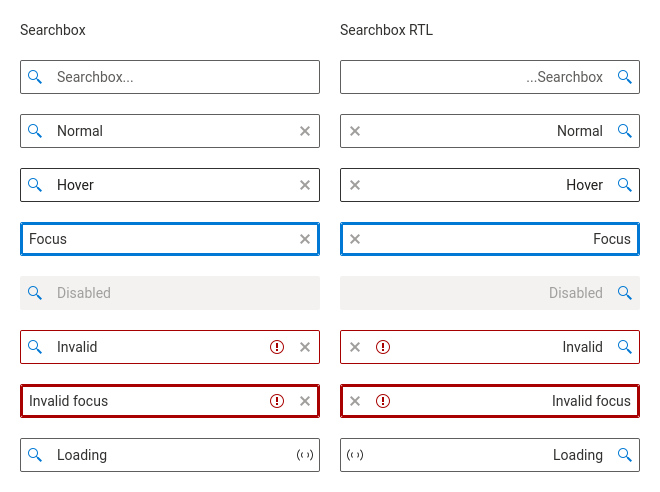 Searchbox
Searchbox RTL
Searchbox...
...Searchbox
Normal
Normal
Hover
Hover
Focus
Focus
Disabled
Disabled
Invalid
Invalid
Invalid focus
Invalid focus
Loading
Loading